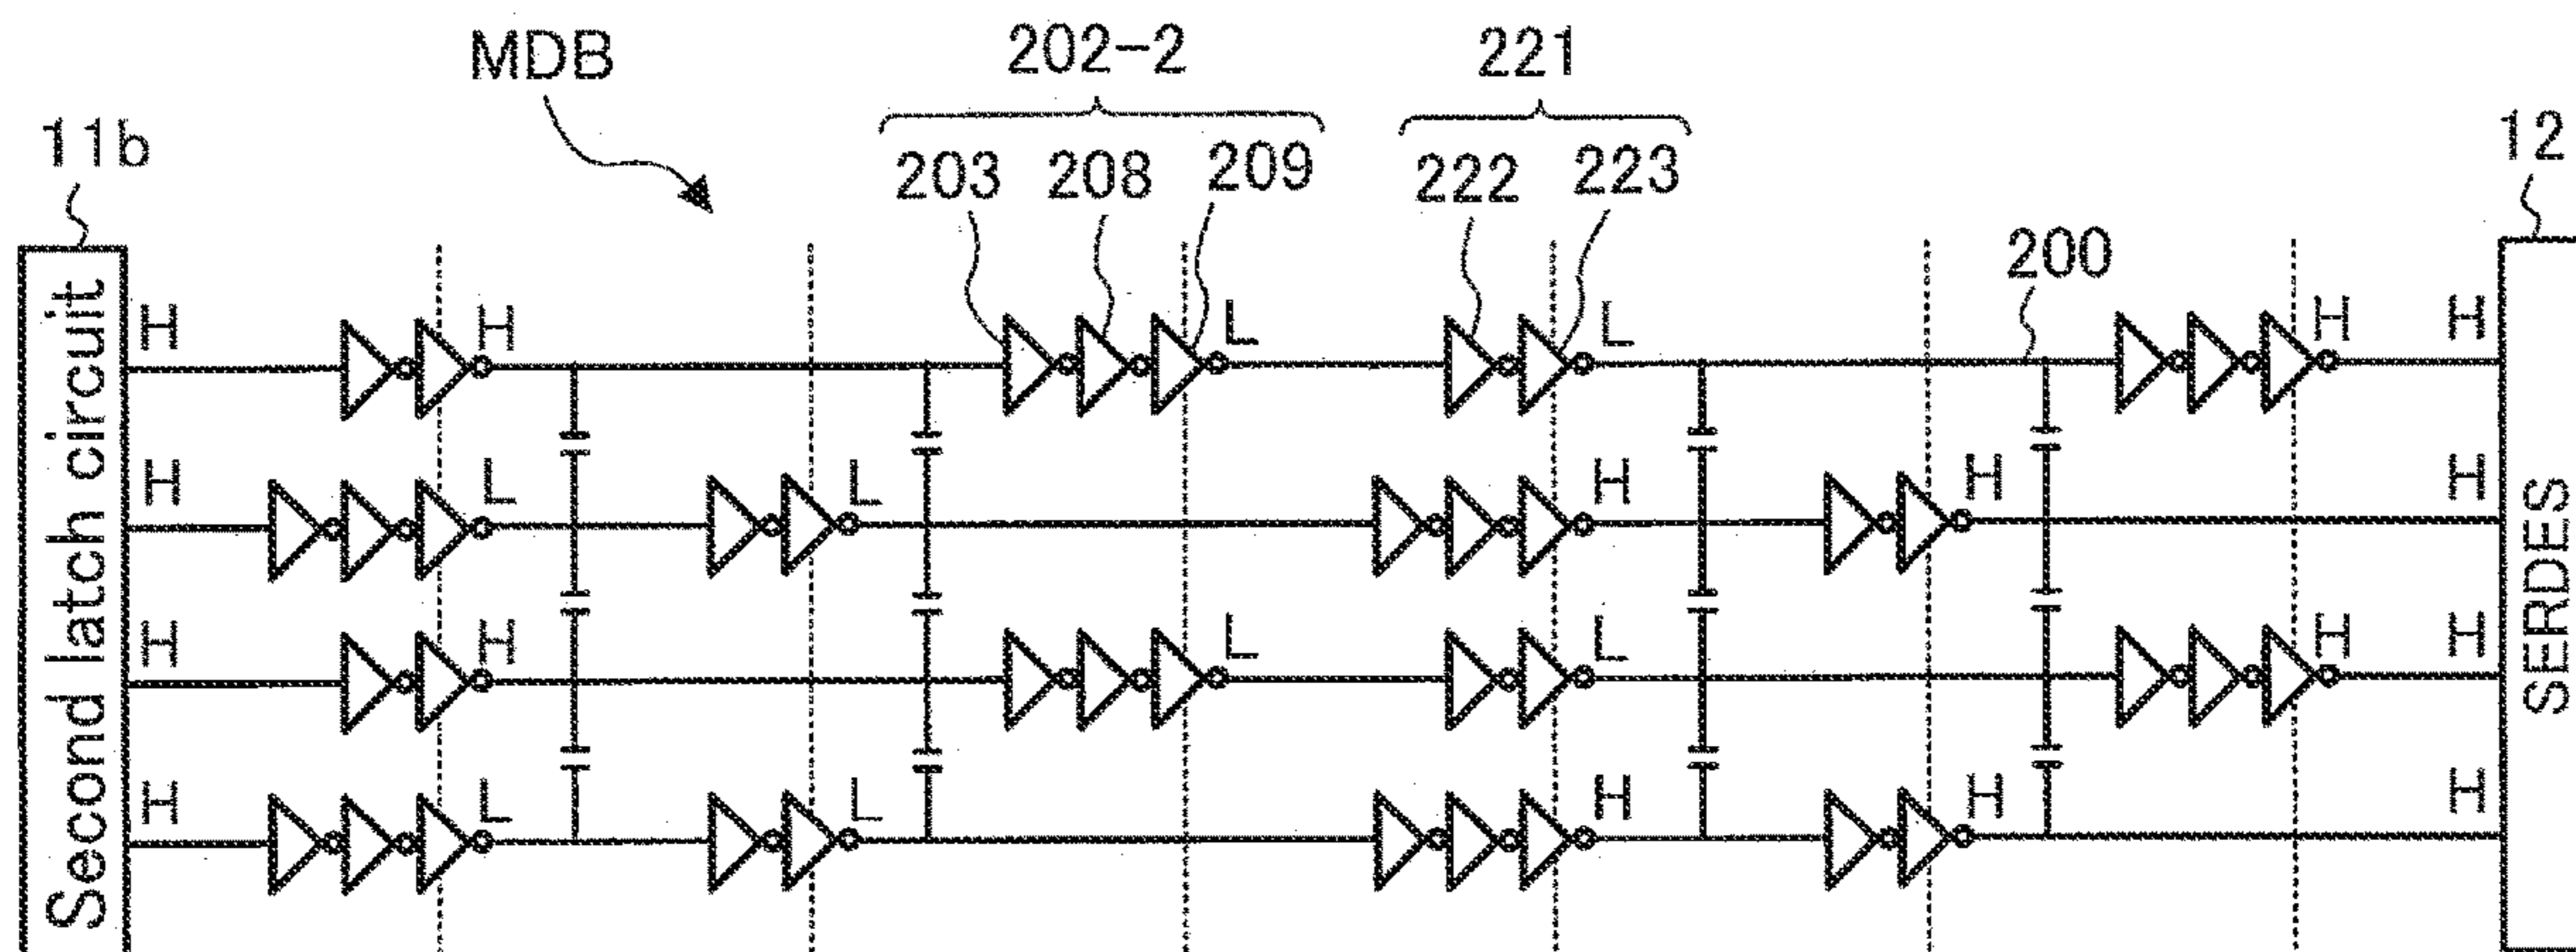 MDB
202-2
221
11b
203 208 209
222 223
12
200
Second latch circuit
SERDES
H H L L H H
H L L H H H
H H L L H H
H L L H H H